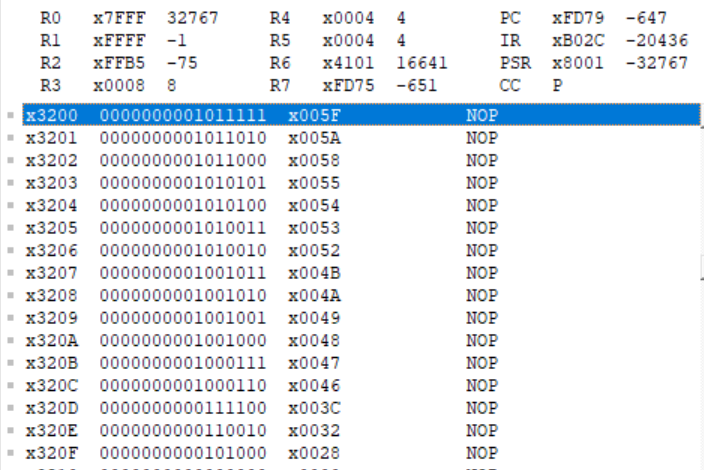 R0 x7FFF 32767 R4 x0004 4 PC xFD79 -647
R1 xFFFF -1 R5 x0004 4 IR xB02C -20436
R2 xFFB5 -75 R6 x4101 16641 PSR x8001 -32767
R3 x0008 8 R7 xFD75 -651 CC P
x3200 0000000001011111 x005F NOP
x3201 0000000001011010 x005A NOP
x3202 0000000001011000 x0058 NOP
x3203 0000000001010101 x0055 NOP
x3204 0000000001010100 x0054 NOP
x3205 0000000001010011 x0053 NOP
x3206 0000000001010010 x0052 NOP
x3207 0000000001001011 x004B NOP
x3208 0000000001001010 x004A NOP
x3209 0000000001001001 x0049 NOP
x320A 0000000001001000 x0048 NOP
x320B 0000000001000111 x0047 NOP
x320C 0000000001000110 x0046 NOP
x320D 0000000000111100 x003C NOP
x320E 0000000000110010 x0032 NOP
x320F 0000000000101000 x0028 NOP